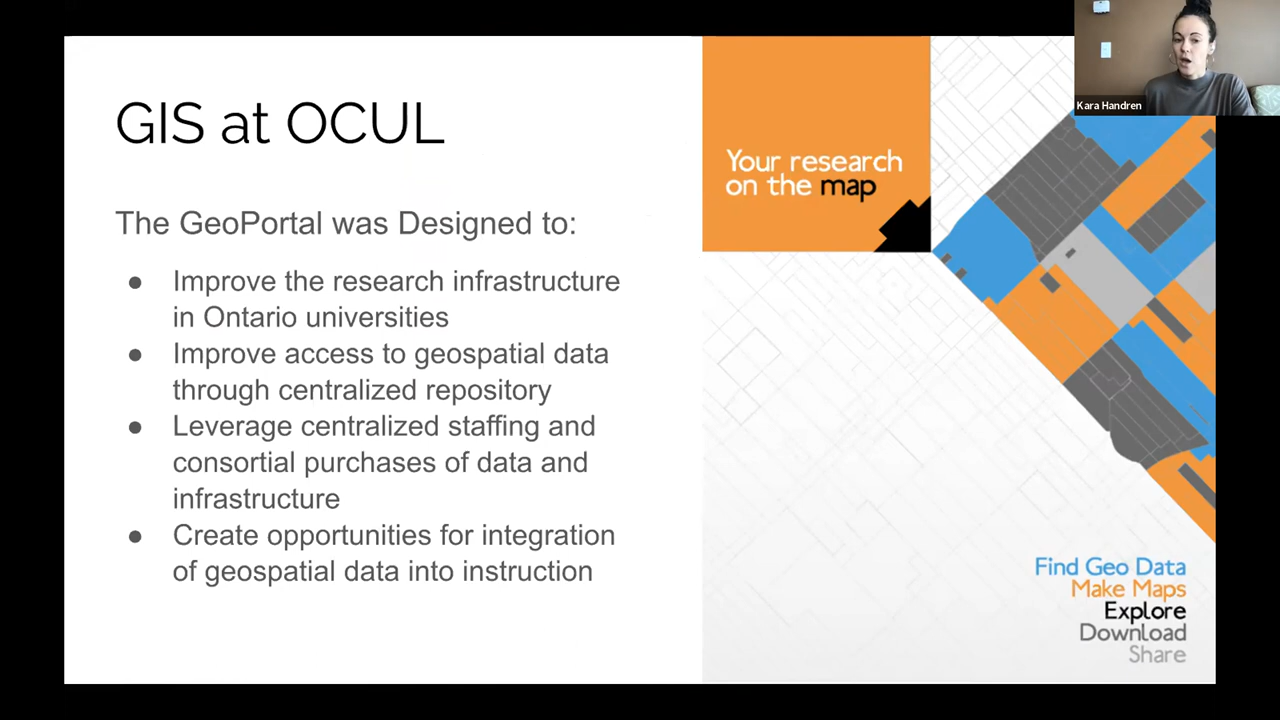 GIS at OCUL
The GeoPortal was Designed to:
● Improve the research infrastructure
in Ontario universities
● Improve access to geospatial data
through centralized repository
● Leverage centralized staffing and
consortial purchases of data and
infrastructure
● Create opportunities for integration
of geospatial data into instruction
Your research
on the map
Find Geo Data
Make Maps
Explore
Download
Share
Kara Handren